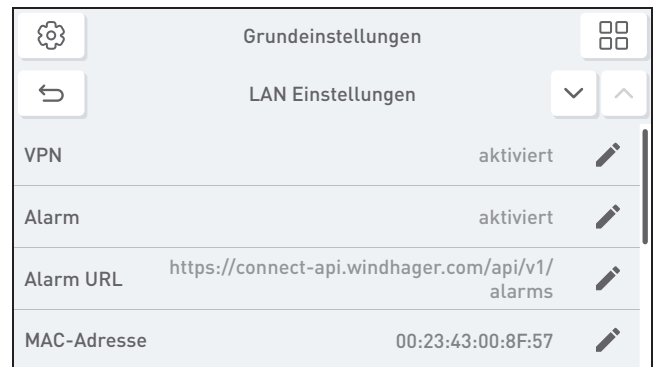 Grundeinstellungen
LAN Einstellungen
VPN aktiviert
Alarm aktiviert
Alarm URL https://connect-api.windhager.com/api/v1/
alarms
MAC-Adresse 00:23:43:00:8F:57